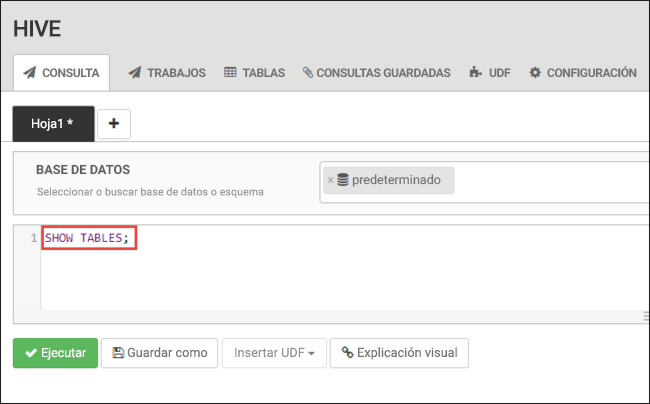 HIVE
CONSULTA TRABAJOS TABLAS CONSULTAS GUARDADAS UDF CONFIGURACIÓN
Hoja1 * +
BASE DE DATOS
Seleccionar o buscar base de datos o esquema
× predeterminado
1 SHOW TABLES;
Ejecutar Guardar como Insertar UDF Explicación visual